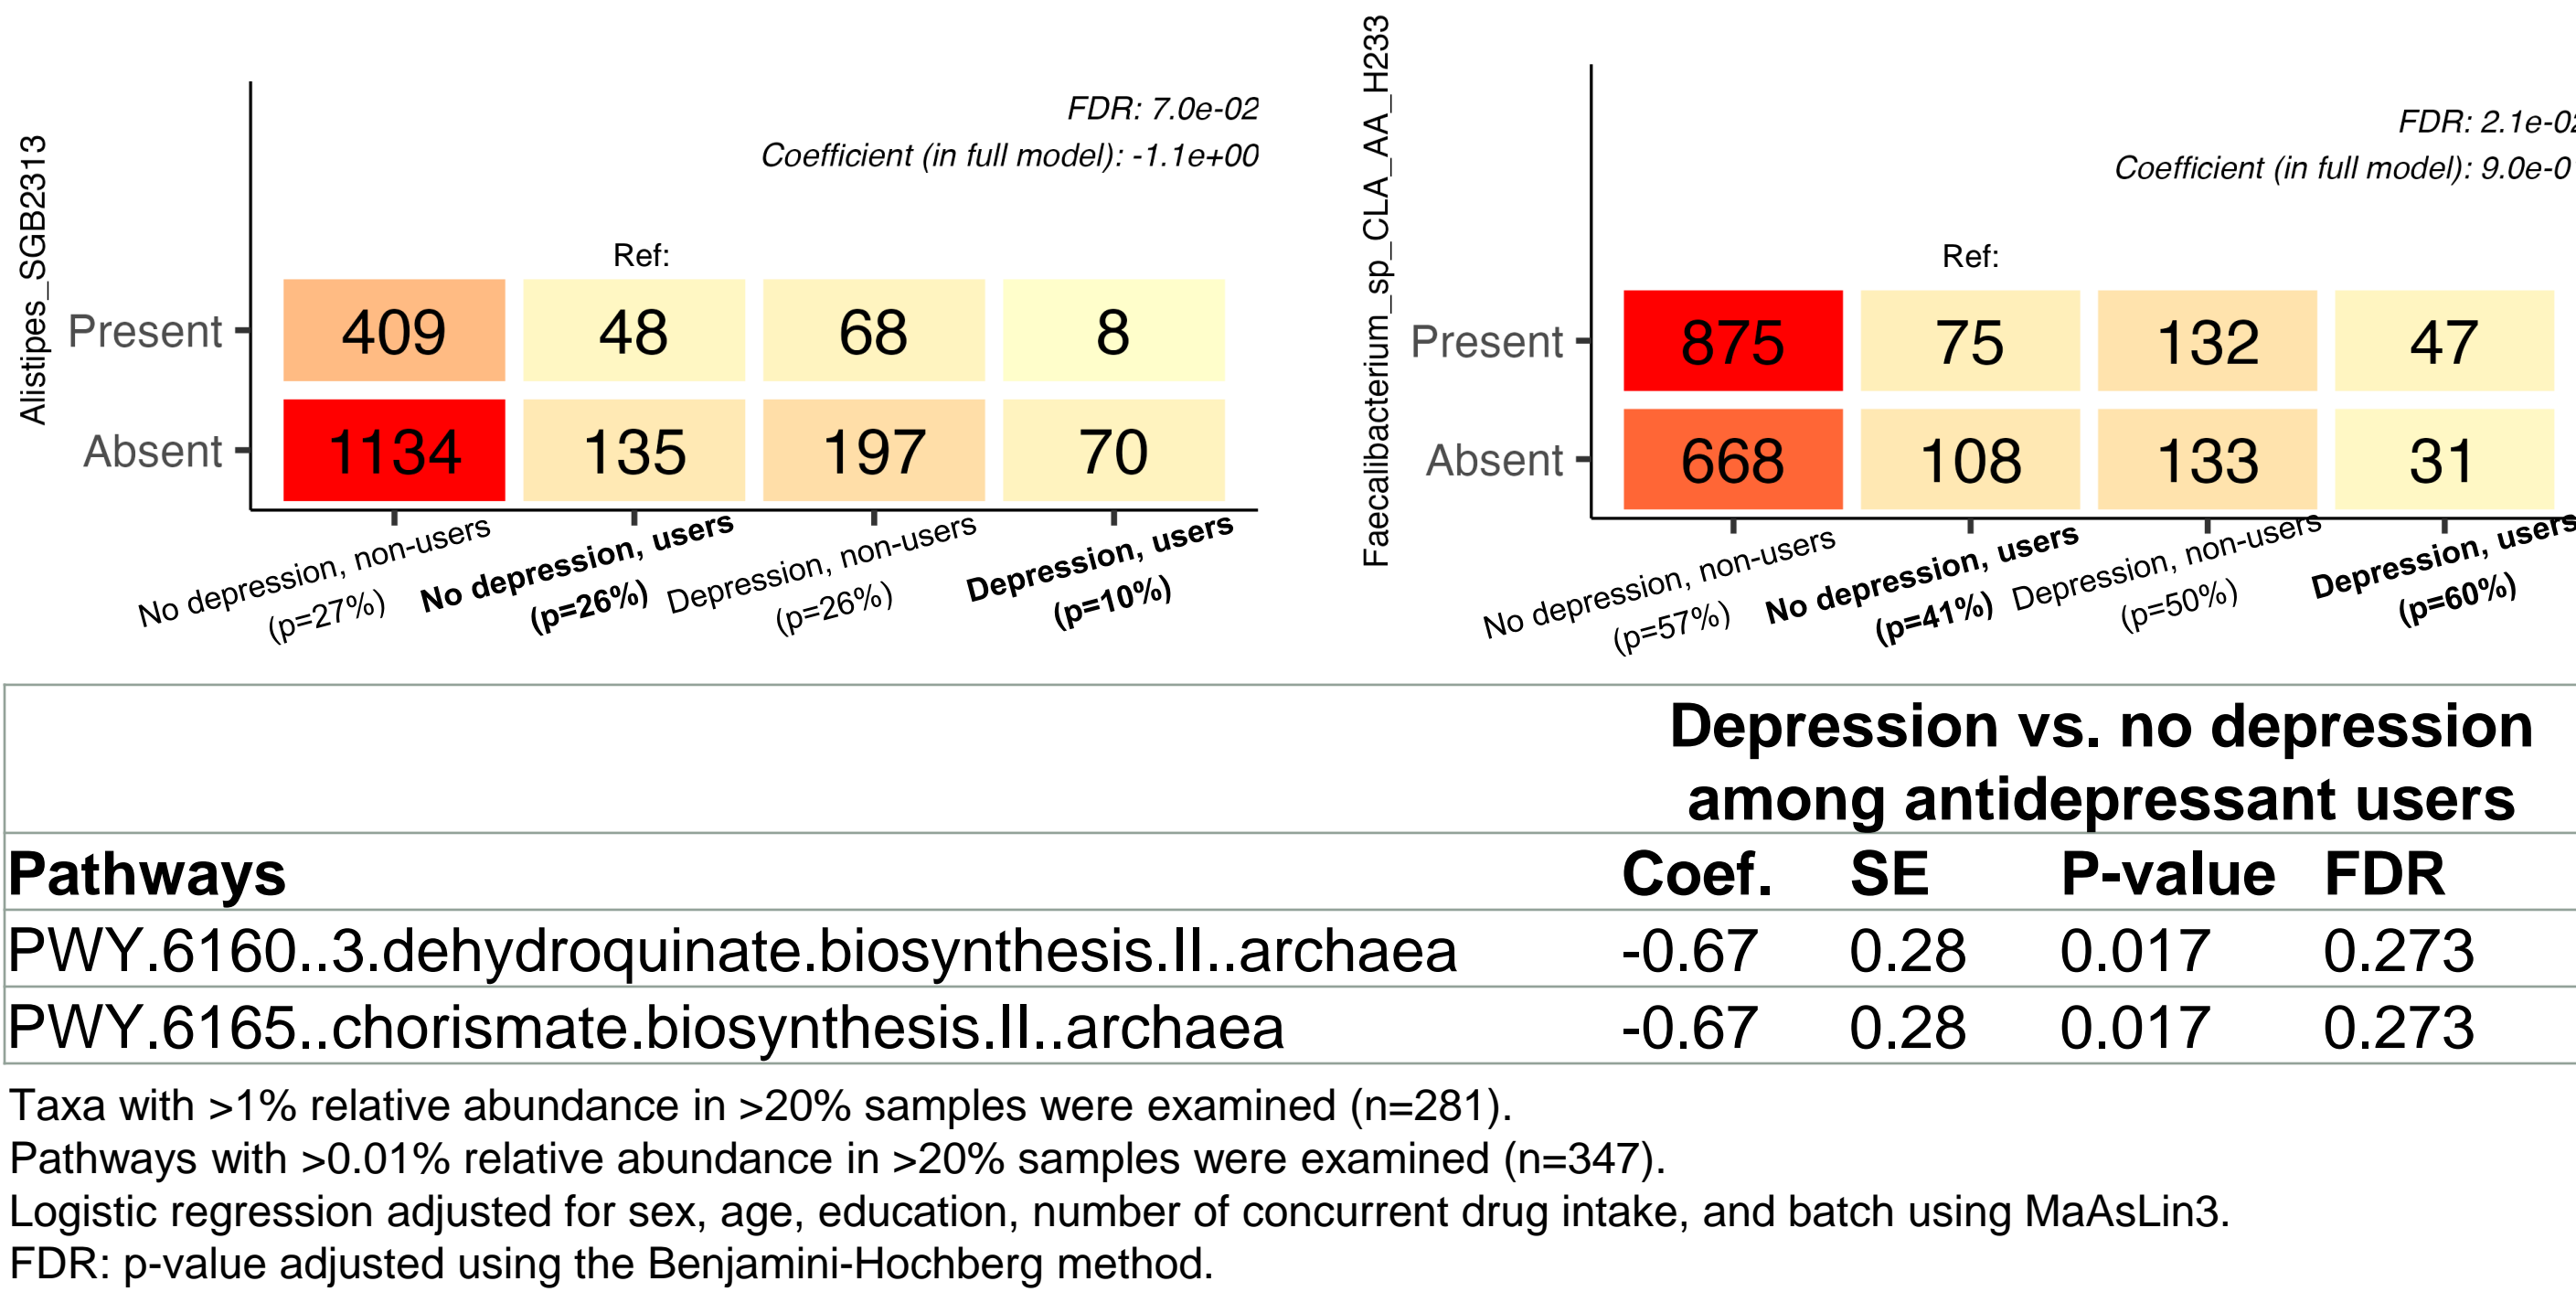 Alistipes_SGB2313
FDR: 7.0e-02
Coefficient (in full model): -1.1e+00
Ref:
Present 409 48 68 8
Absent 1134 135 197 70
No depression, non-users
(p=27%)
No depression, users
(p=26%)
Depression, non-users
(p=26%)
Depression, users
(p=10%)
Faecalibacterium_sp_CLA_AA_H233
FDR: 2.1e-02
Coefficient (in full model): 9.0e-0
Ref:
Present 875 75 132 47
Absent 668 108 133 31
No depression, non-users
(p=57%)
No depression, users
(p=41%)
Depression, non-users
(p=50%)
Depression, users
(p=60%)
Depression vs. no depression
among antidepressant users
Pathways Coef. SE P-value FDR
PWY.6160..3.dehydroquinate.biosynthesis.II..archaea -0.67 0.28 0.017 0.273
PWY.6165..chorismate.biosynthesis.II..archaea -0.67 0.28 0.017 0.273
Taxa with >1% relative abundance in >20% samples were examined (n=281).
Pathways with >0.01% relative abundance in >20% samples were examined (n=347).
Logistic regression adjusted for sex, age, education, number of concurrent drug intake, and batch using MaAsLin3.
FDR: p-value adjusted using the Benjamini-Hochberg method.